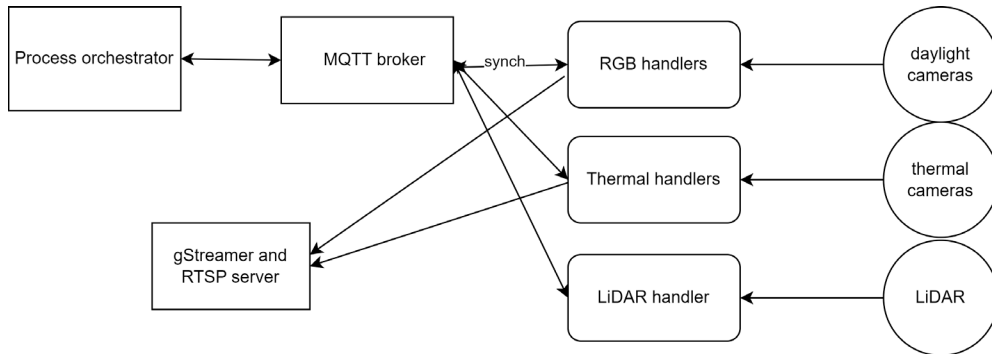 Process orchestrator
MQTT broker
synch
RGB handlers
daylight
cameras
Thermal handlers
thermal
cameras
gStreamer and
RTSP server
LiDAR handler
LiDAR